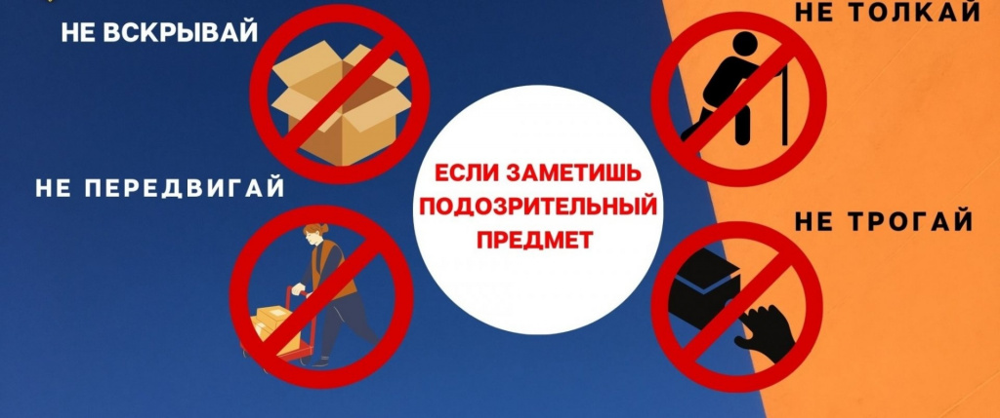 НЕ ВСКРЫВАЙ
НЕ ТОЛКАЙ
ЕСЛИ ЗАМЕТИШЬ
ПОДОЗРИТЕЛЬНЫЙ
ПРЕДМЕТ
НЕ ПЕРЕДВИГАЙ
НЕ ТРОГАЙ